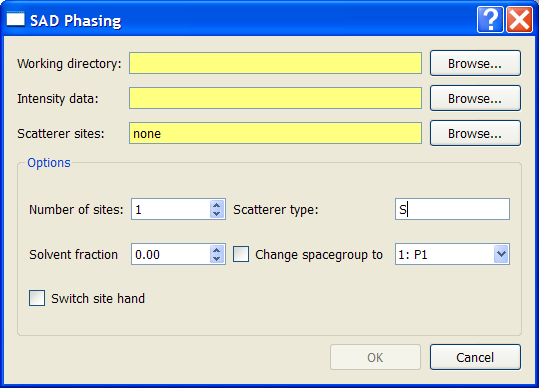 SAD Phasing
Working directory: Browse...
Intensity data: Browse...
Scatterer sites: none Browse...
Options
Number of sites: 1 Scatterer type: S
Solvent fraction 0.00 Change spacegroup to 1: P1
Switch site hand
OK Cancel